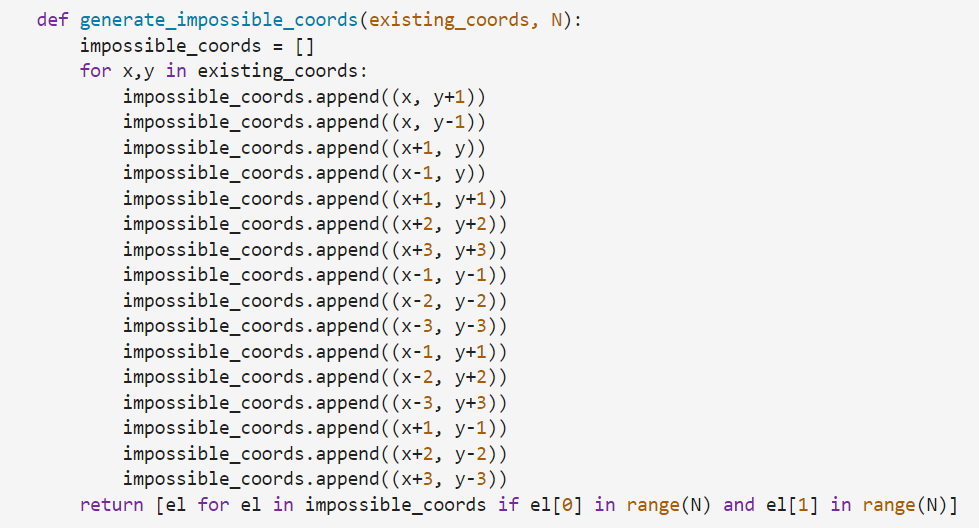 def generate_impossible_coords(existing_coords, N):
    impossible_coords = []
    for x,y in existing_coords:
        impossible_coords.append((x, y+1))
        impossible_coords.append((x, y-1))
        impossible_coords.append((x+1, y))
        impossible_coords.append((x-1, y))
        impossible_coords.append((x+1, y+1))
        impossible_coords.append((x+2, y+2))
        impossible_coords.append((x+3, y+3))
        impossible_coords.append((x-1, y-1))
        impossible_coords.append((x-2, y-2))
        impossible_coords.append((x-3, y-3))
        impossible_coords.append((x-1, y+1))
        impossible_coords.append((x-2, y+2))
        impossible_coords.append((x-3, y+3))
        impossible_coords.append((x+1, y-1))
        impossible_coords.append((x+2, y-2))
        impossible_coords.append((x+3, y-3))
    return [el for el in impossible_coords if el[0] in range(N) and el[1] in range(N)]